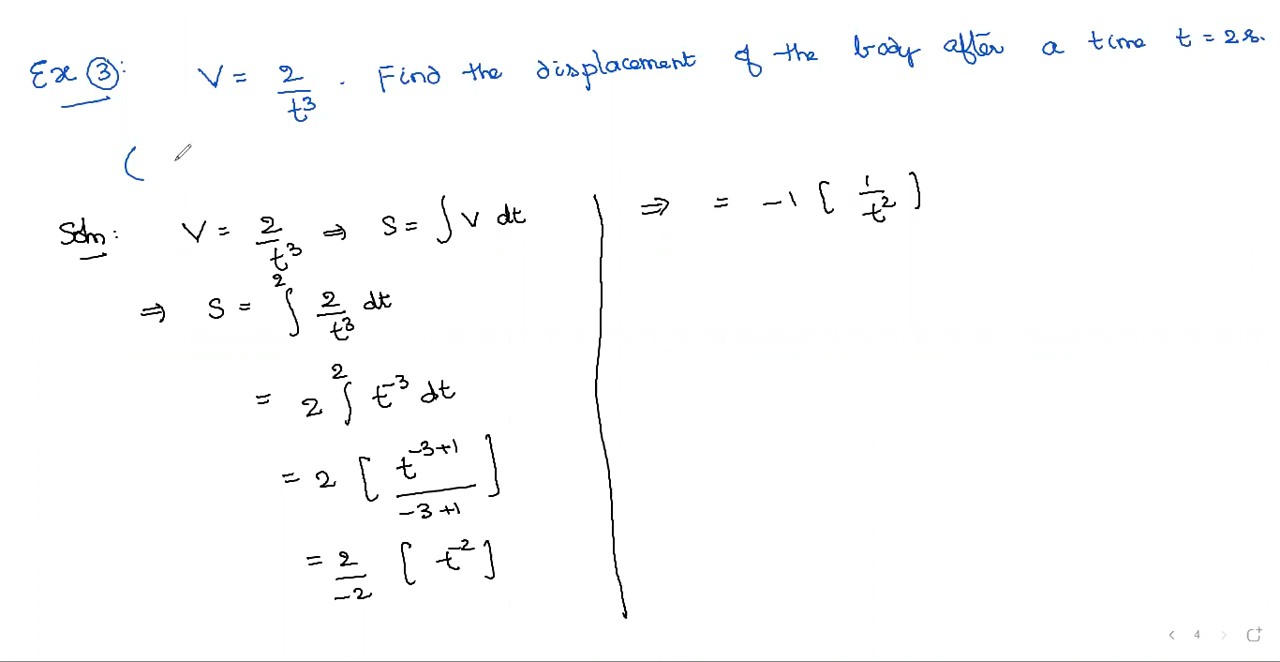 Ex ③: V = 2/t³ . Find the displacement of the body after a time t = 2s.
(
Soln: V = 2/t³ ⇒ S = ∫ V dt
⇒ S = ∫² 2/t³ dt
= 2 ∫² t⁻³ dt
= 2 [ t⁻³⁺¹ / -3+1 ]
= 2/-2 [ t⁻² ]
⇒ = -1 [ 1/t² ]
< 4 >